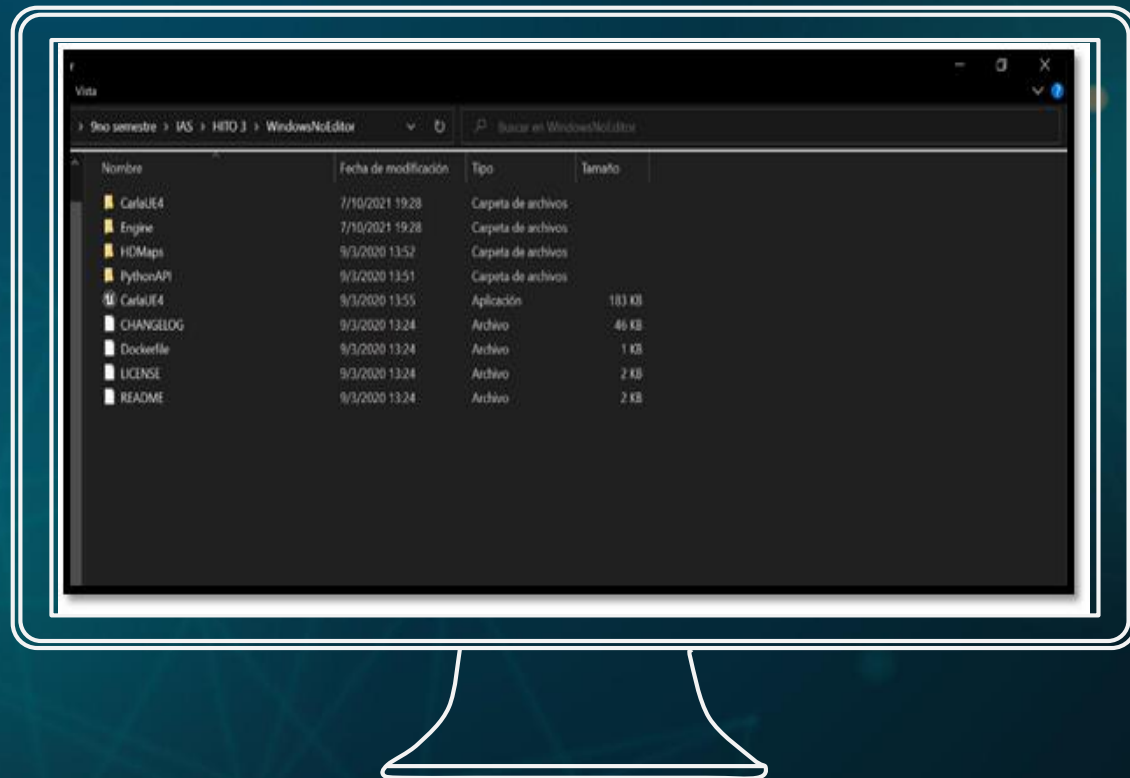 r
Vista
> 9no semestre > IAS > HITO 3 > WindowsNoEditor
Buscar en WindowsNoEditor
Nombre Fecha de modificación Tipo Tamaño
CarlaUE4 7/10/2021 19:28 Carpeta de archivos
Engine 7/10/2021 19:28 Carpeta de archivos
HDMaps 9/3/2020 13:52 Carpeta de archivos
PythonAPI 9/3/2020 13:51 Carpeta de archivos
CarlaUE4 9/3/2020 13:55 Aplicación 183 KB
CHANGELOG 9/3/2020 13:24 Archivo 46 KB
Dockerfile 9/3/2020 13:24 Archivo 1 KB
LICENSE 9/3/2020 13:24 Archivo 2 KB
README 9/3/2020 13:24 Archivo 2 KB